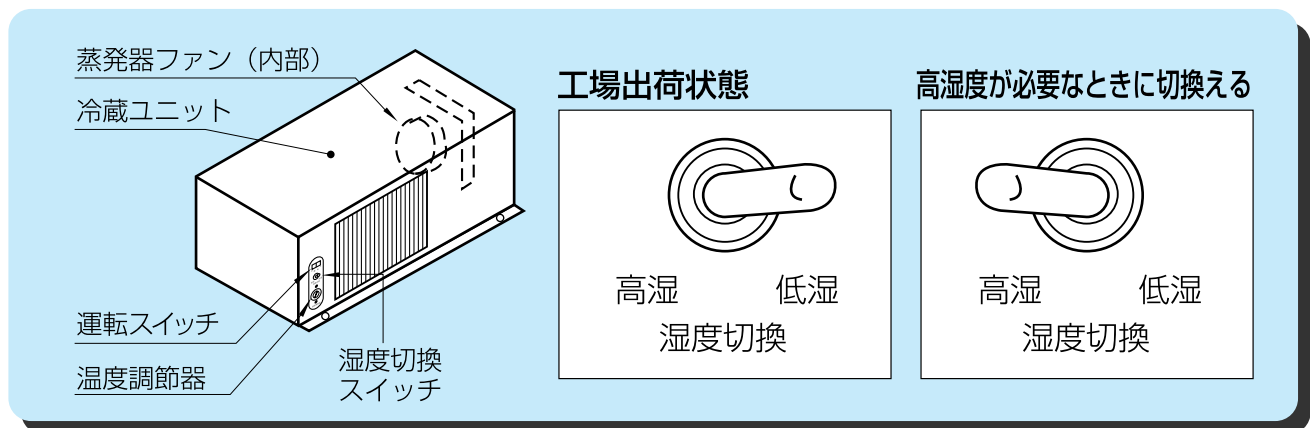 蒸発器ファン（内部）
冷蔵ユニット
運転スイッチ
温度調節器
湿度切換
スイッチ
工場出荷状態
高湿 低湿
湿度切換
高湿度が必要なときに切換える
高湿 低湿
湿度切換